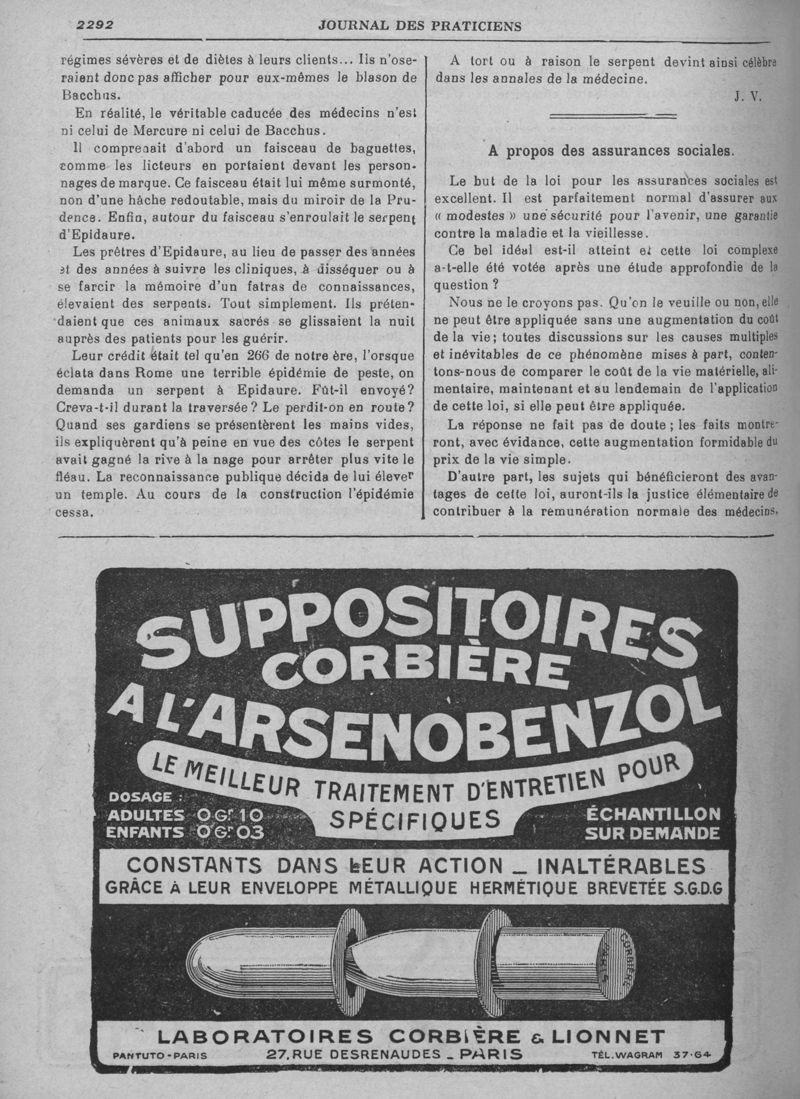 2292
JOURNAL DES PRATICIENS
régimes sévères et de diètes à leurs clients... Ils n'ose-
raient donc pas afficher pour eux-mêmes le blason de
Bacchus.
En réalité, le véritable caducée des médecins n'est
ni celui de Mercure ni celui de Bacchus.
Il comprenait d'abord un faisceau de baguettes,
comme les licteurs en portaient devant les person-
nages de marque. Ce faisceau était lui même surmonté,
non d'une hâche redoutable, mais du miroir de la Pru-
dence. Enfin, autour du faisceau s'enroulait le serpent
d'Epidaure.
Les prêtres d'Epidaure, au lieu de passer des années
et des années à suivre les cliniques, à disséquer ou à
se farcir la mémoire d'un fatras de connaissances,
élevaient des serpents. Tout simplement. Ils préten-
daient que ces animaux sacrés se glissaient la nuit
auprès des patients pour les guérir.
Leur crédit était tel qu'en 266 de notre ère, l'orsque
éclata dans Rome une terrible épidémie de peste, on
demanda un serpent à Epidaure. Fût-il envoyé?
Creva-t-il durant la traversée? Le perdit-on en route?
Quand ses gardiens se présentèrent les mains vides,
ils expliquèrent qu'à peine en vue des côtes le serpent
avait gagné la rive à la nage pour arrêter plus vite le
fléau. La reconnaissance publique décida de lui élever
un temple. Au cours de la construction l'épidémie
cessa.
A tort ou à raison le serpent devint ainsi célèbre
dans les annales de la médecine.
J. V.
A propos des assurances sociales.
Le but de la loi pour les assurances sociales est
excellent. Il est parfaitement normal d'assurer aux
« modestes » une sécurité pour l'avenir, une garantie
contre la maladie et la vieillesse.
Ce bel idéal est-il atteint et cette loi complexe
a-t-elle été votée après une étude approfondie de la
question ?
Nous ne le croyons pas. Qu'on le veuille ou non, elle
ne peut être appliquée sans une augmentation du coût
de la vie; toutes discussions sur les causes multiples
et inévitables de ce phénomène mises à part, conten-
tons-nous de comparer le coût de la vie matérielle, ali-
mentaire, maintenant et au lendemain de l'application
de cette loi, si elle peut être appliquée.
La réponse ne fait pas de doute ; les faits montre-
ront, avec évidance, cette augmentation formidable du
prix de la vie simple.
D'autre part, les sujets qui bénéficieront des avan-
tages de cette loi, auront-ils la justice élémentaire de
contribuer à la remunération normale des médecins,
SUPPOSITOIRES
CORBIÈRE
A L'ARSENOBENZOL
LE MEILLEUR TRAITEMENT D'ENTRETIEN POUR
SPÉCIFIQUES
DOSAGE :
ADULTES 0Gr 10
ENFANTS 0Gr 03
ÉCHANTILLON
SUR DEMANDE
CONSTANTS DANS LEUR ACTION _ INALTÉRABLES
GRÂCE A LEUR ENVELOPPE MÉTALLIQUE HERMÉTIQUE BREVETÉE S.G.D.G
CORBIÈRE
LABORATOIRES CORBIÈRE & LIONNET
PANTUTO-PARIS 27, RUE DESRENAUDES _ PARIS TÉL. WAGRAM 37-64